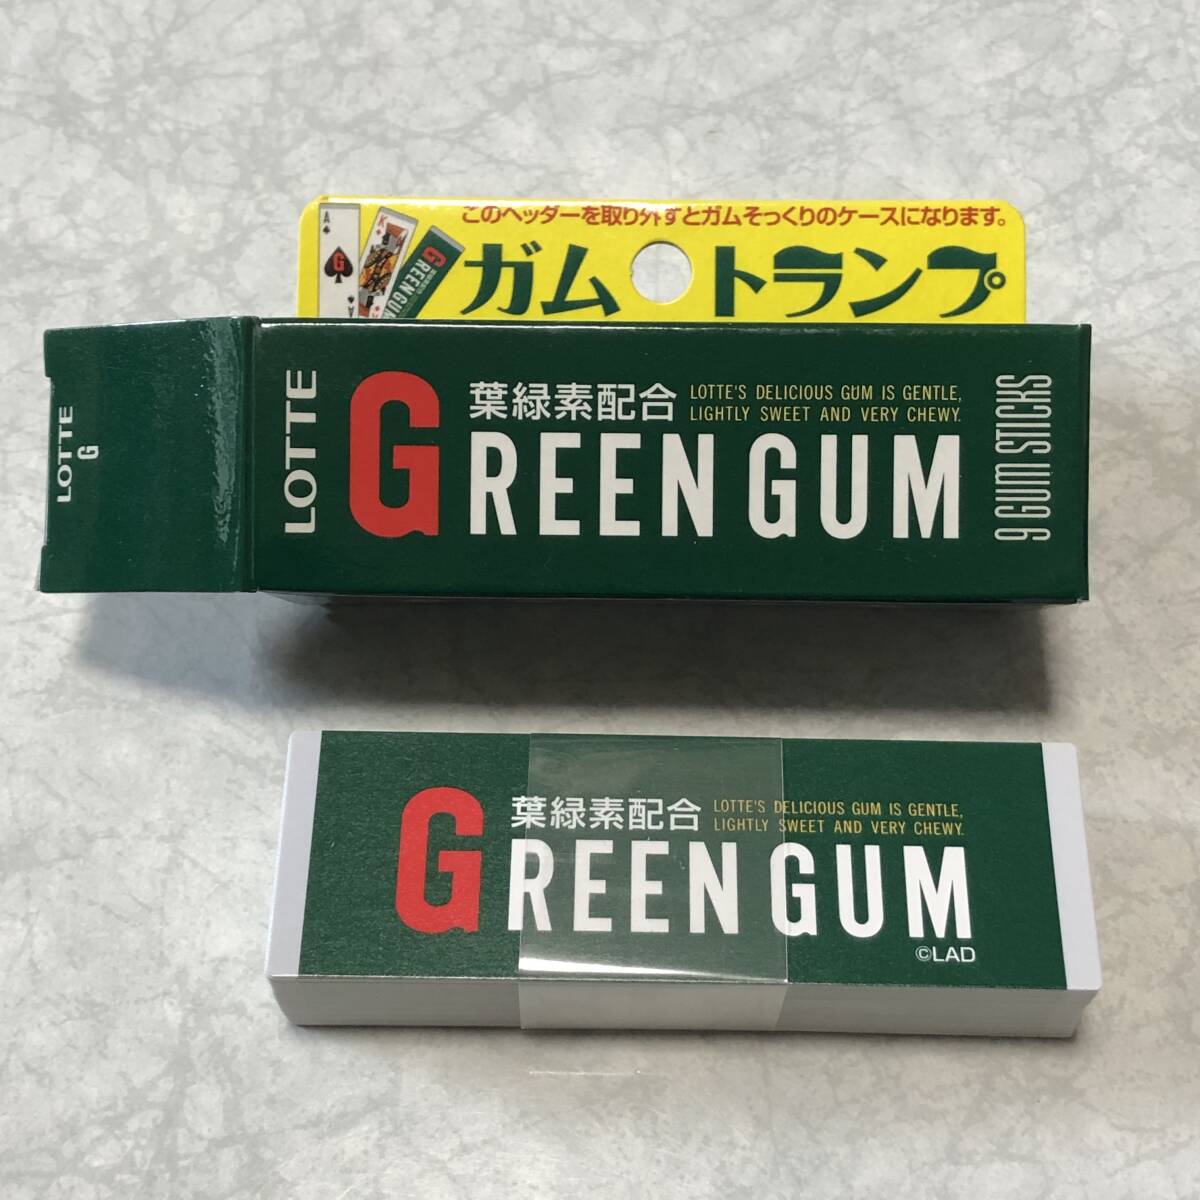 このヘッダーを取り外すとガムそっくりのケースになります。
ガムトランプ
A
G
K
GREEN GUM
LOTTE
G
LOTTE
葉緑素配合
LOTTE'S DELICIOUS GUM IS GENTLE,
LIGHTLY SWEET AND VERY CHEWY.
GREEN GUM
9 GUM STICKS
葉緑素配合
LOTTE'S DELICIOUS GUM IS GENTLE,
LIGHTLY SWEET AND VERY CHEWY.
GREEN GUM
©LAD